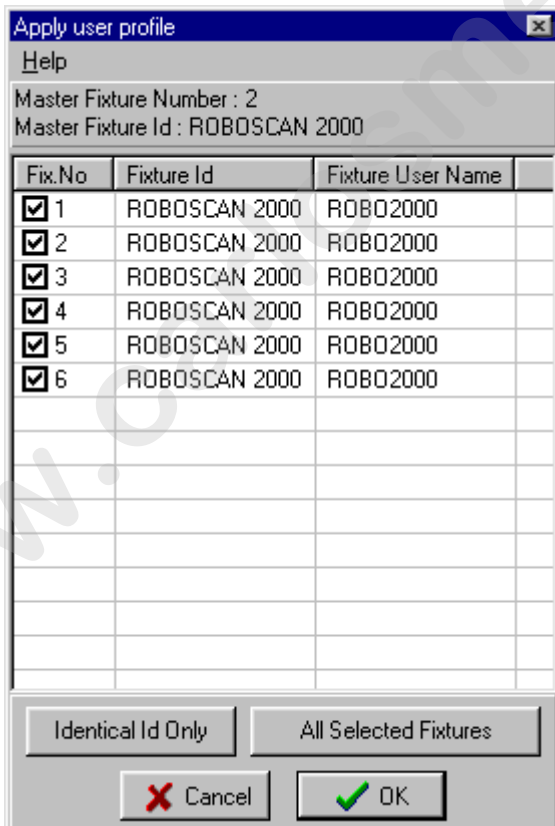 Apply user profile
Help
Master Fixture Number : 2
Master Fixture Id : ROBOSCAN 2000
Fix.No Fixture Id Fixture User Name
1 ROBOSCAN 2000 ROBO2000
2 ROBOSCAN 2000 ROBO2000
3 ROBOSCAN 2000 ROBO2000
4 ROBOSCAN 2000 ROBO2000
5 ROBOSCAN 2000 ROBO2000
6 ROBOSCAN 2000 ROBO2000
w.carlosme
Identical Id Only All Selected Fixtures
Cancel OK